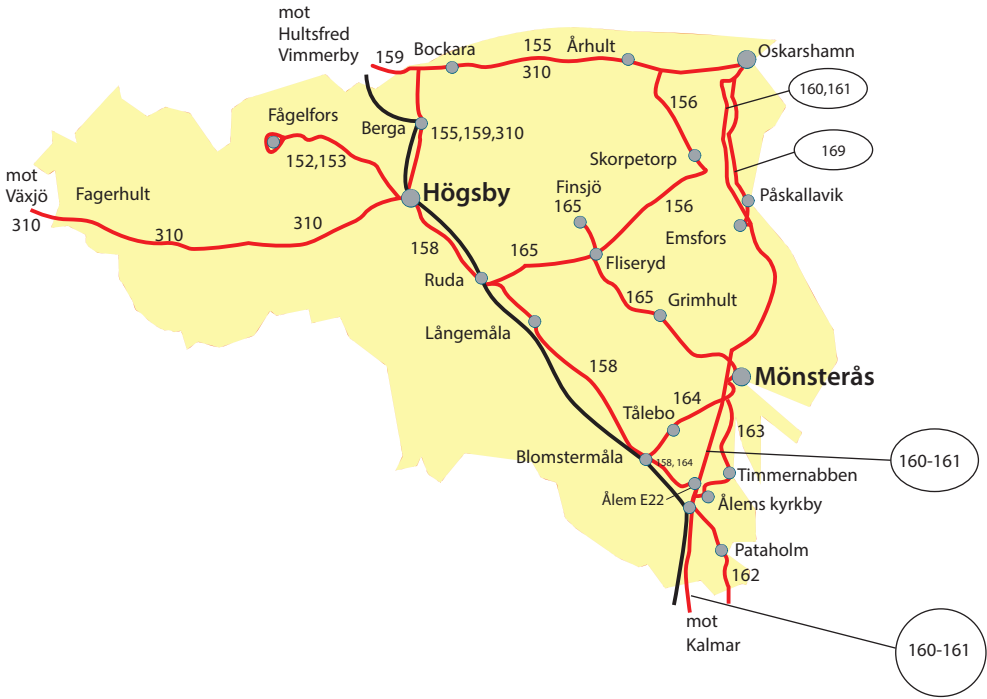 mot
Hultsfred
Vimmerby
159
Bockara
155
310
Århult
Oskarshamn
160,161
156
169
Fågelfors
Berga
155,159,310
152,153
Skorpetorp
mot
Växjö
310
Fagerhult
Högsby
Finsjö
165
Påskallavik
156
Emsfors
310
310
158
165
Fliseryd
Ruda
165
Grimhult
Långemåla
158
Mönsterås
164
Tålebo
163
Blomstermåla
158, 164
160-161
Timmernabben
Ålem E22
Ålems kyrkby
Pataholm
162
mot
Kalmar
160-161